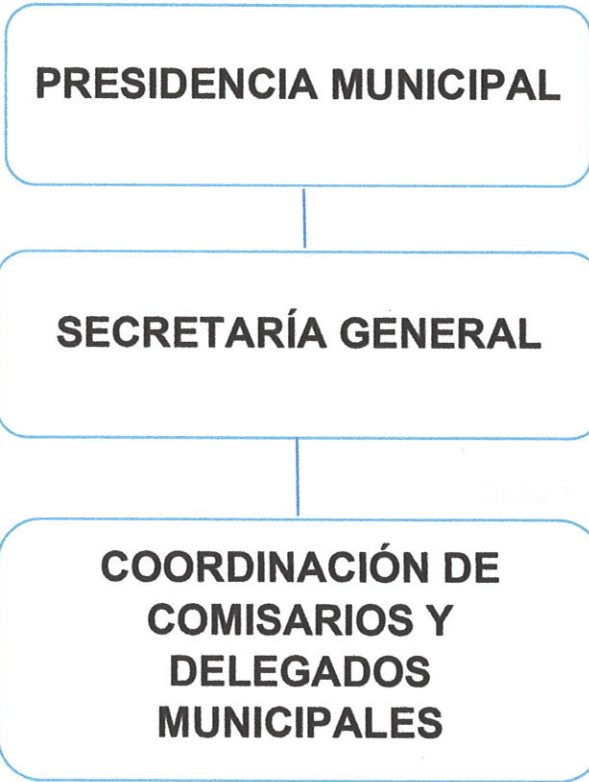 PRESIDENCIA MUNICIPAL
SECRETARÍA GENERAL
COORDINACIÓN DE
COMISARIOS Y
DELEGADOS
MUNICIPALES